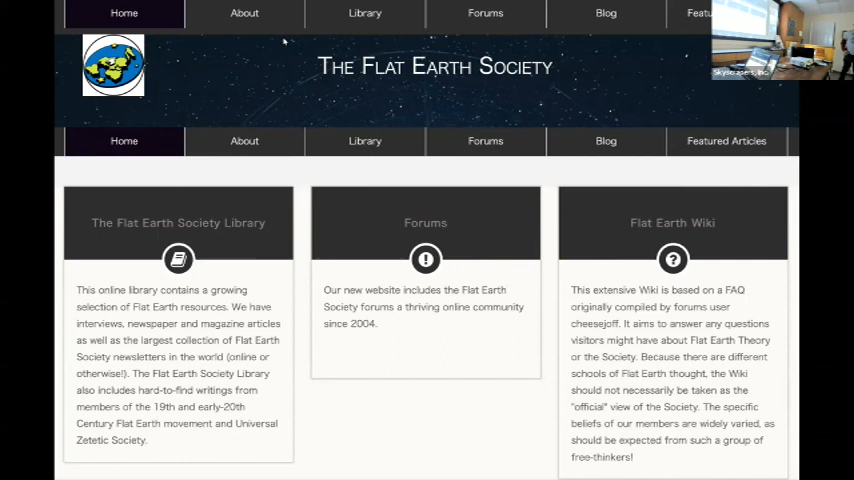 Home About Library Forums Blog
The Flat Earth Society
Skyscrapers, Inc.
Home About Library Forums Blog Featured Articles
The Flat Earth Society Library
This online library contains a growing
selection of Flat Earth resources. We have
interviews, newspaper and magazine articles
as well as the largest collection of Flat Earth
Society newsletters in the world (online or
otherwise!). The Flat Earth Society Library
also includes hard-to-find writings from
members of the 19th and early-20th
Century Flat Earth movement and Universal
Zetetic Society.
Forums
Our new website includes the Flat Earth
Society forums a thriving online community
since 2004.
Flat Earth Wiki
This extensive Wiki is based on a FAQ
originally compiled by forums user
cheesejoff. It aims to answer any questions
visitors might have about Flat Earth Theory
or the Society. Because there are different
schools of Flat Earth thought, the Wiki
should not necessarily be taken as the
"official" view of the Society. The specific
beliefs of our members are widely varied, as
should be expected from such a group of
free-thinkers!